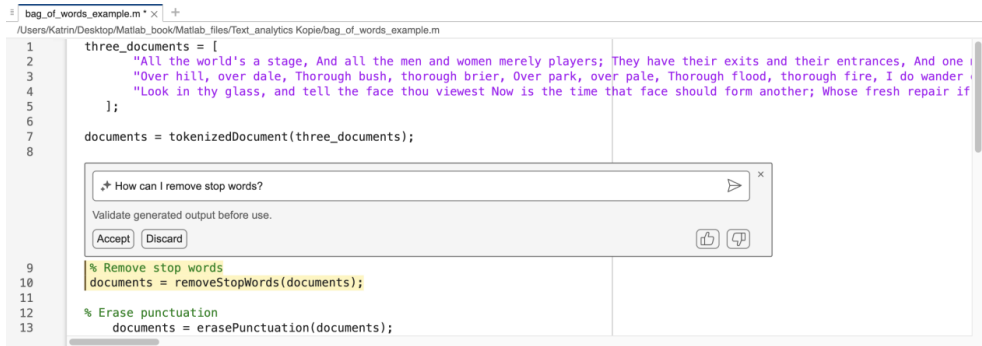 bag_of_words_example.m * × +
/Users/Katrin/Desktop/Matlab_book/Matlab_files/Text_analytics Kopie/bag_of_words_example.m
1 three_documents = [
2 "All the world's a stage, And all the men and women merely players; They have their exits and their entrances, And one
3 "Over hill, over dale, Thorough bush, thorough brier, Over park, over pale, Thorough flood, thorough fire, I do wander
4 "Look in thy glass, and tell the face thou viewest Now is the time that face should form another; Whose fresh repair if
5 ];
6
7 documents = tokenizedDocument(three_documents);
8
How can I remove stop words?
×
Validate generated output before use.
Accept Discard
9 % Remove stop words
10 documents = removeStopWords(documents);
11
12 % Erase punctuation
13 documents = erasePunctuation(documents);